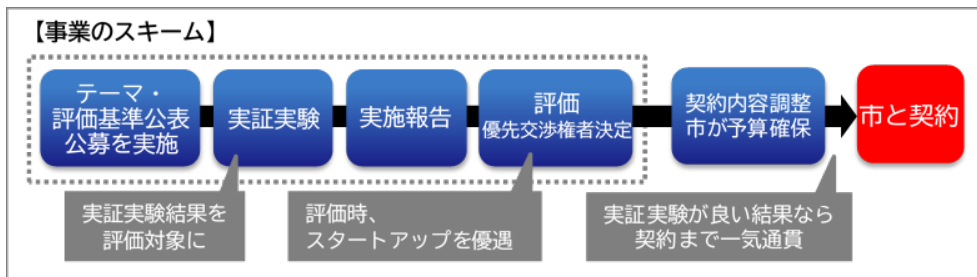 【事業のスキーム】
テーマ・
評価基準公表
公募を実施
実証実験
実施報告
評価
優先交渉権者決定
契約内容調整
市が予算確保
市と契約
実証実験結果を
評価対象に
評価時、
スタートアップを優遇
実証実験が良い結果なら
契約まで一気通貫